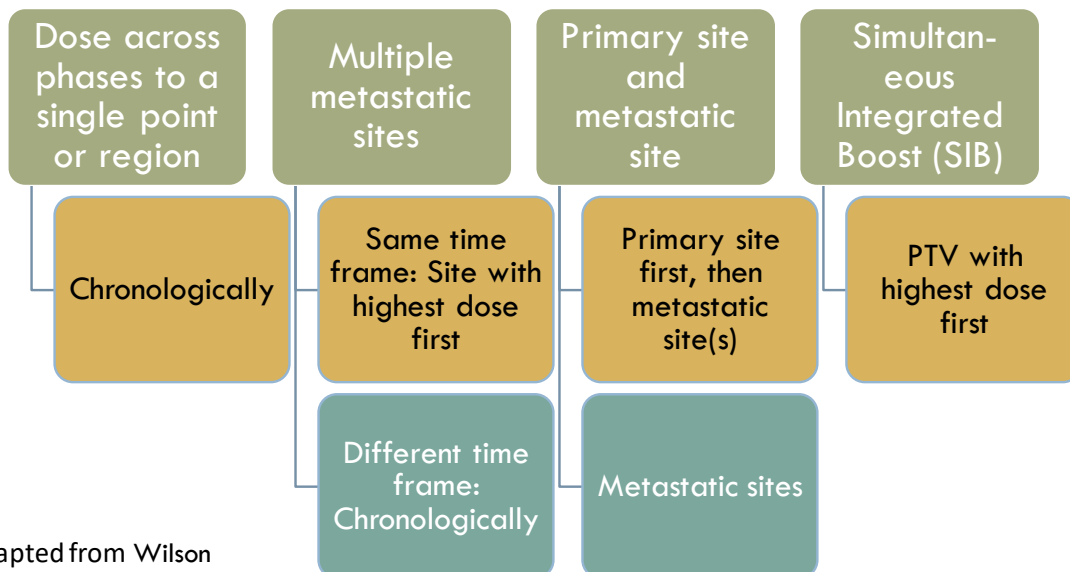 Dose across
phases to a
single point
or region
Multiple
metastatic
sites
Primary site
and
metastatic
site
Simultan-
eous
Integrated
Boost (SIB)
Chronologically
Same time
frame: Site with
highest dose
first
Primary site
first, then
metastatic
site(s)
PTV with
highest dose
first
Different time
frame:
Chronologically
Metastatic sites
apted from Wilson